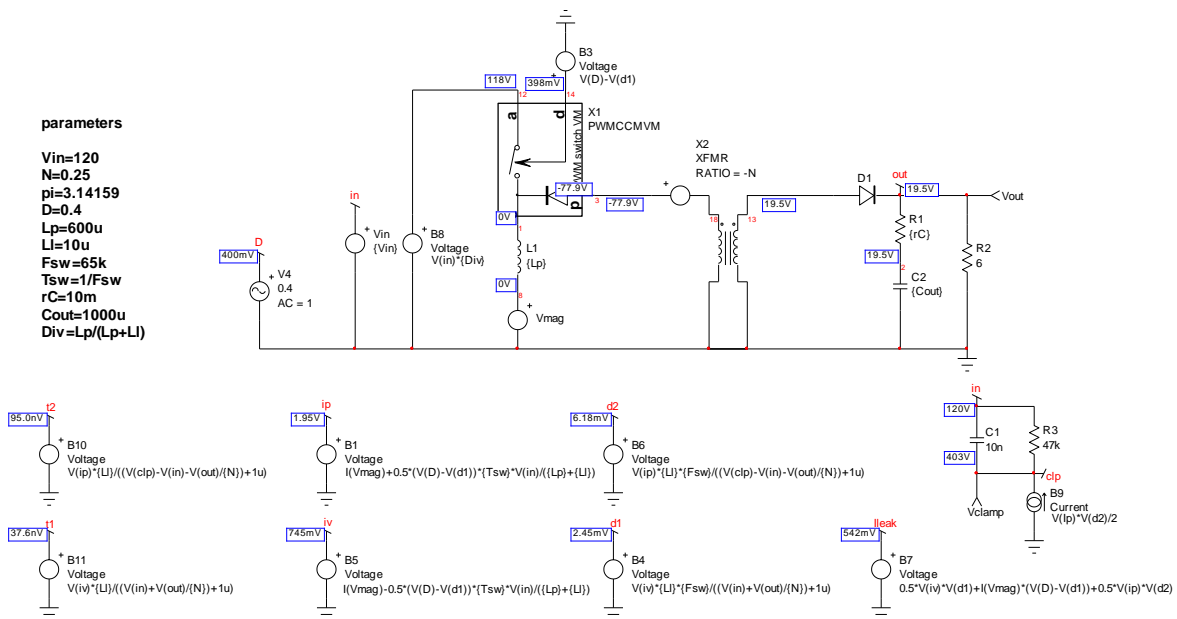 B3
Voltage
V(D)-V(d1)
118V
398mV
12
14
a
d
X1
PWMCCMVM
PWM switch VM
p
-77.9V
3
-77.9V
0V
1
L1
{Lp}
0V
8
Vmag
parameters
Vin=120
N=0.25
pi=3.14159
D=0.4
Lp=600u
Ll=10u
Fsw=65k
Tsw=1/Fsw
rC=10m
Cout=1000u
Div=Lp/(Lp+Ll)
D
400mV
V4
0.4
AC = 1
in
Vin
{Vin}
B8
Voltage
V(in)*{Div}
X2
XFMR
RATIO = -N
18
13
19.5V
D1
out
19.5V
Vout
R1
{rC}
19.5V
2
C2
{Cout}
R2
6
t2
95.0nV
B10
Voltage
V(ip)*{Ll}/((V(clp)-V(in)-V(out)/{N})+1u)
ip
1.95V
B1
Voltage
I(Vmag)+0.5*(V(D)-V(d1))*{Tsw}*V(in)/({Lp}+{Ll})
d2
6.18mV
B6
Voltage
V(ip)*{Ll}*{Fsw}/((V(clp)-V(in)-V(out)/{N})+1u)
in
120V
C1
10n
R3
47k
403V
clp
Vclamp
B9
Current
V(Ip)*V(d2)/2
t1
37.6nV
B11
Voltage
V(iv)*{Ll}/((V(in)+V(out)/{N})+1u)
iv
745mV
B5
Voltage
I(Vmag)-0.5*(V(D)-V(d1))*{Tsw}*V(in)/({Lp}+{Ll})
d1
2.45mV
B4
Voltage
V(iv)*{Ll}*{Fsw}/((V(in)+V(out)/{N})+1u)
Ileak
542mV
B7
Voltage
0.5*V(iv)*V(d1)+I(Vmag)*(V(D)-V(d1))+0.5*V(ip)*V(d2)